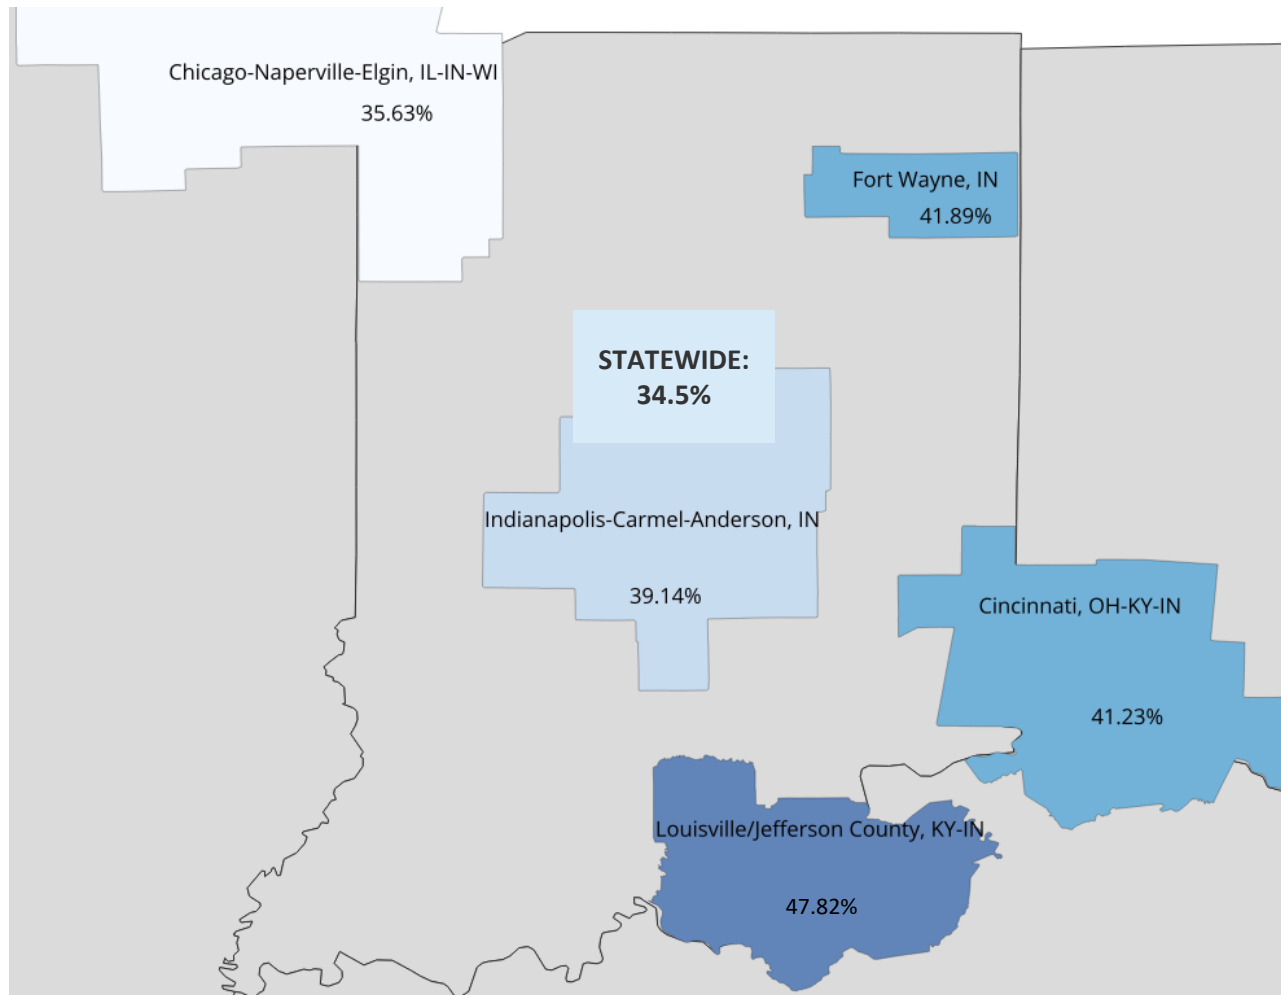 Chicago-Naperville-Elgin, IL-IN-WI
35.63%
Fort Wayne, IN
41.89%
STATEWIDE:
34.5%
Indianapolis-Carmel-Anderson, IN
39.14%
Cincinnati, OH-KY-IN
41.23%
Louisville/Jefferson County, KY-IN
47.82%